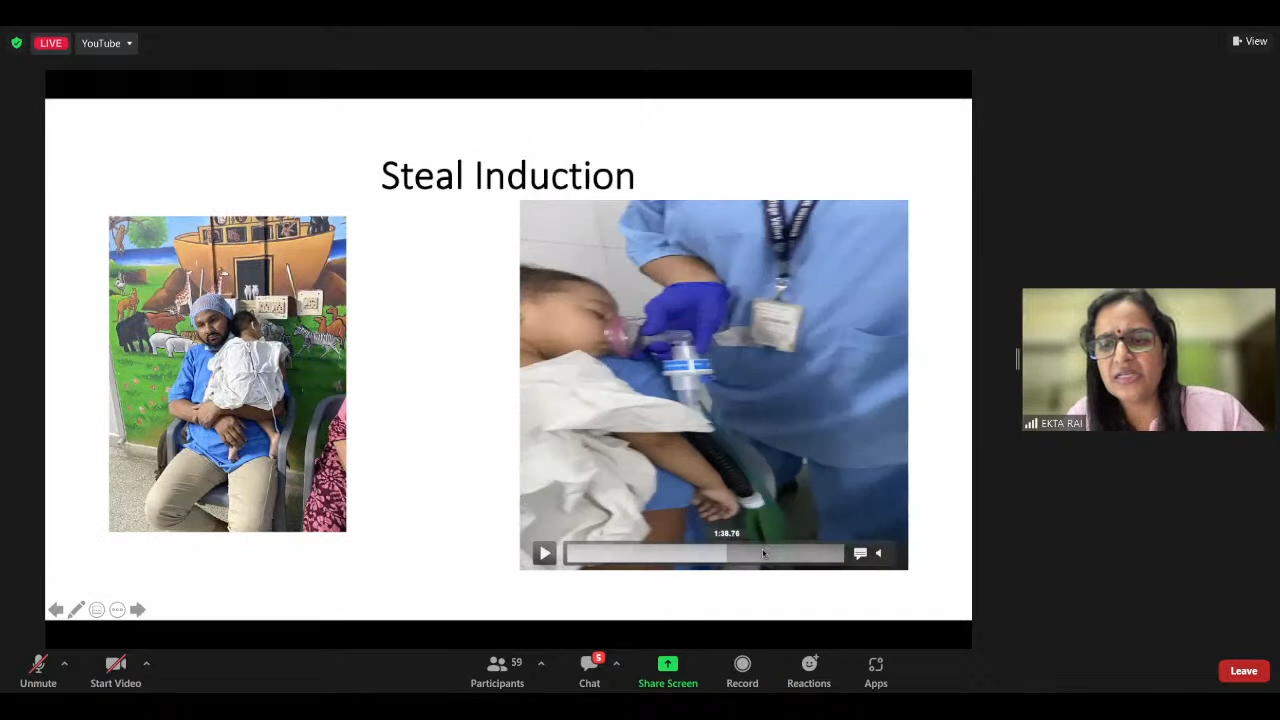 LIVE
YouTube
View
Steal Induction
1:38.76
EKTA RAI
Unmute
Start Video
59
Participants
5
Chat
Share Screen
Record
Reactions
Apps
Leave